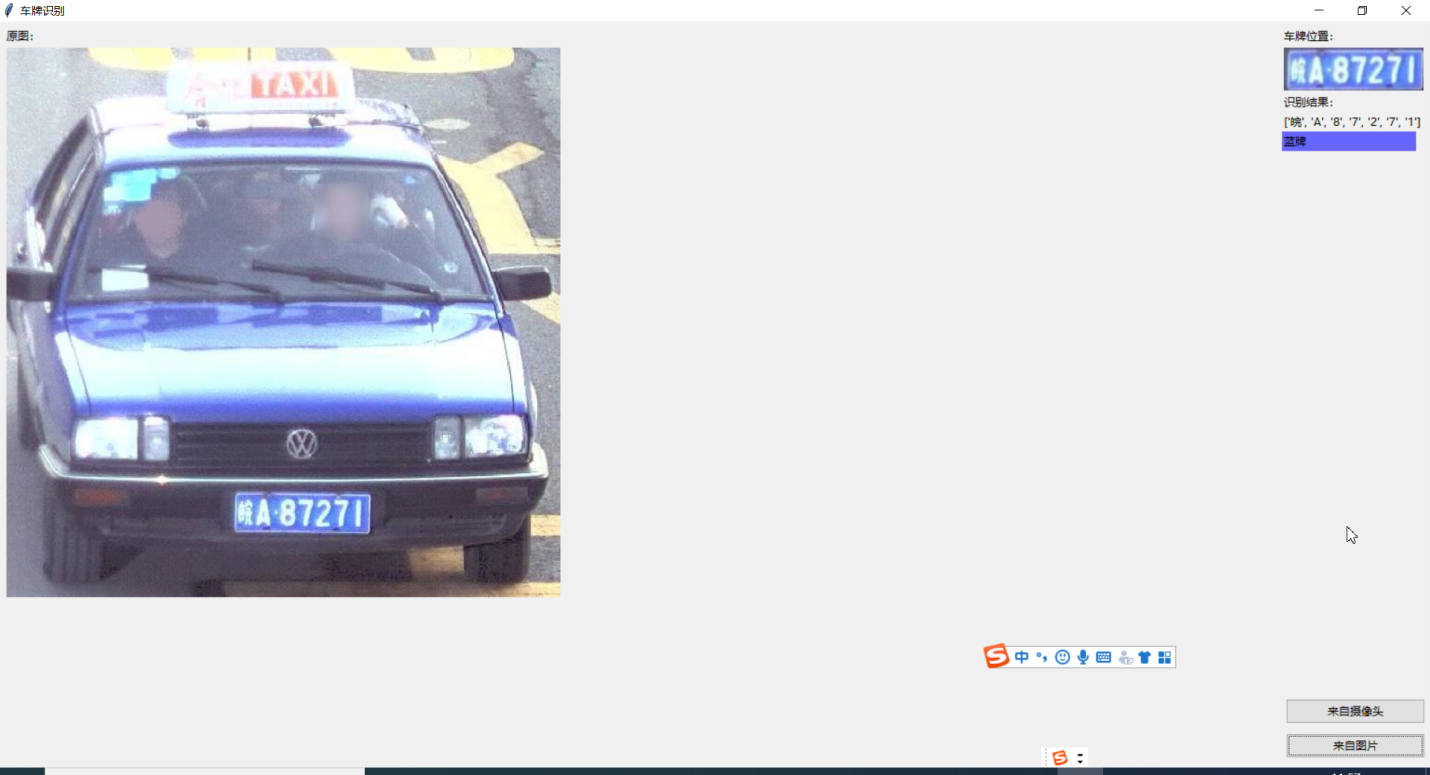 车牌识别
原图:
车牌位置:
TAXI
皖A·87271
识别结果:
['皖', 'A', '8', '7', '2', '7', '1']
蓝牌
皖A·87271
中
来自摄像头
来自图片